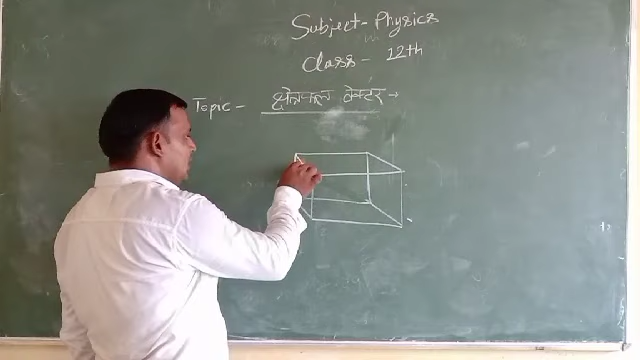 Subject- Physics
Class - 12th
Topic - क्षेत्रफल वेक्टर →